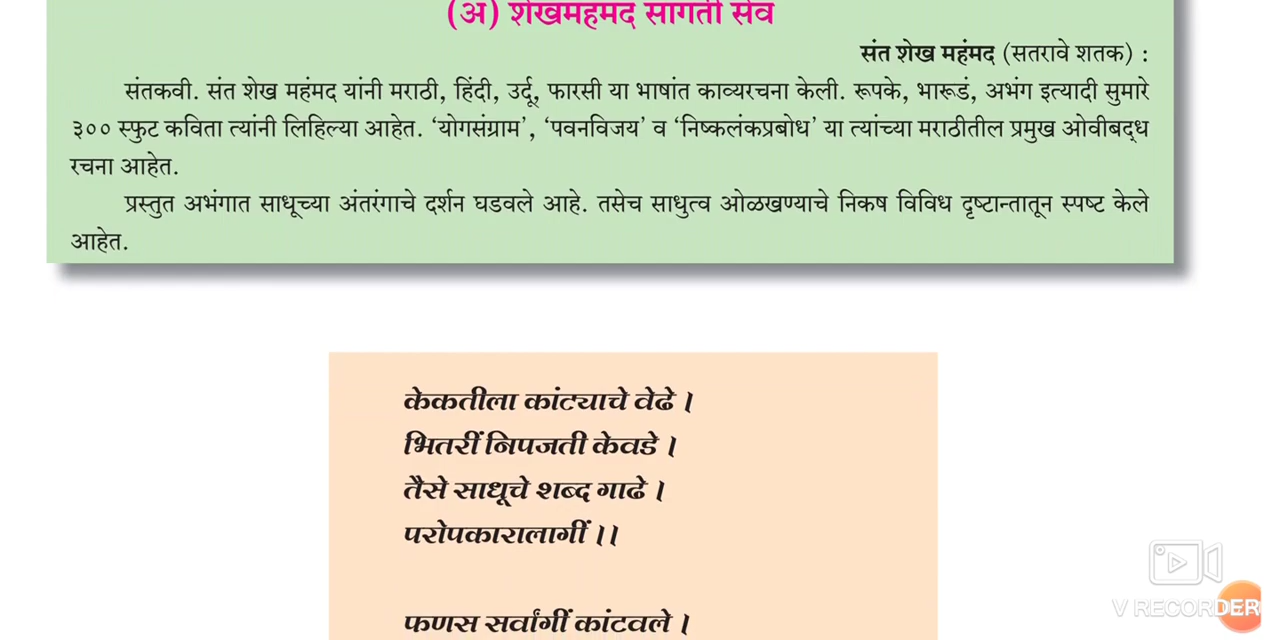 (अ) शेखमहमद सागती सेव
संत शेख महंमद (सतरावे शतक) :
संतकवी. संत शेख महंमद यांनी मराठी, हिंदी, उर्दू, फारसी या भाषांत काव्यरचना केली. रूपके, भारूडं, अभंग इत्यादी सुमारे
३०० स्फुट कविता त्यांनी लिहिल्या आहेत. ‘योगसंग्राम’, ‘पवनविजय’ व ‘निष्कलंकप्रबोध’ या त्यांच्या मराठीतील प्रमुख ओवीबद्ध
रचना आहेत.
प्रस्तुत अभंगात साधूच्या अंतरंगाचे दर्शन घडवले आहे. तसेच साधुत्व ओळखण्याचे निकष विविध दृष्टान्तातून स्पष्ट केले
आहेत.
केकतीला कांट्याचे वेढे ।
भितरीं निपजती केवडे ।
तैसे साधूचे शब्द गाढे ।
परोपकारालागीं ।।
फणस सर्वांगीं कांटवले ।
V RECORDER